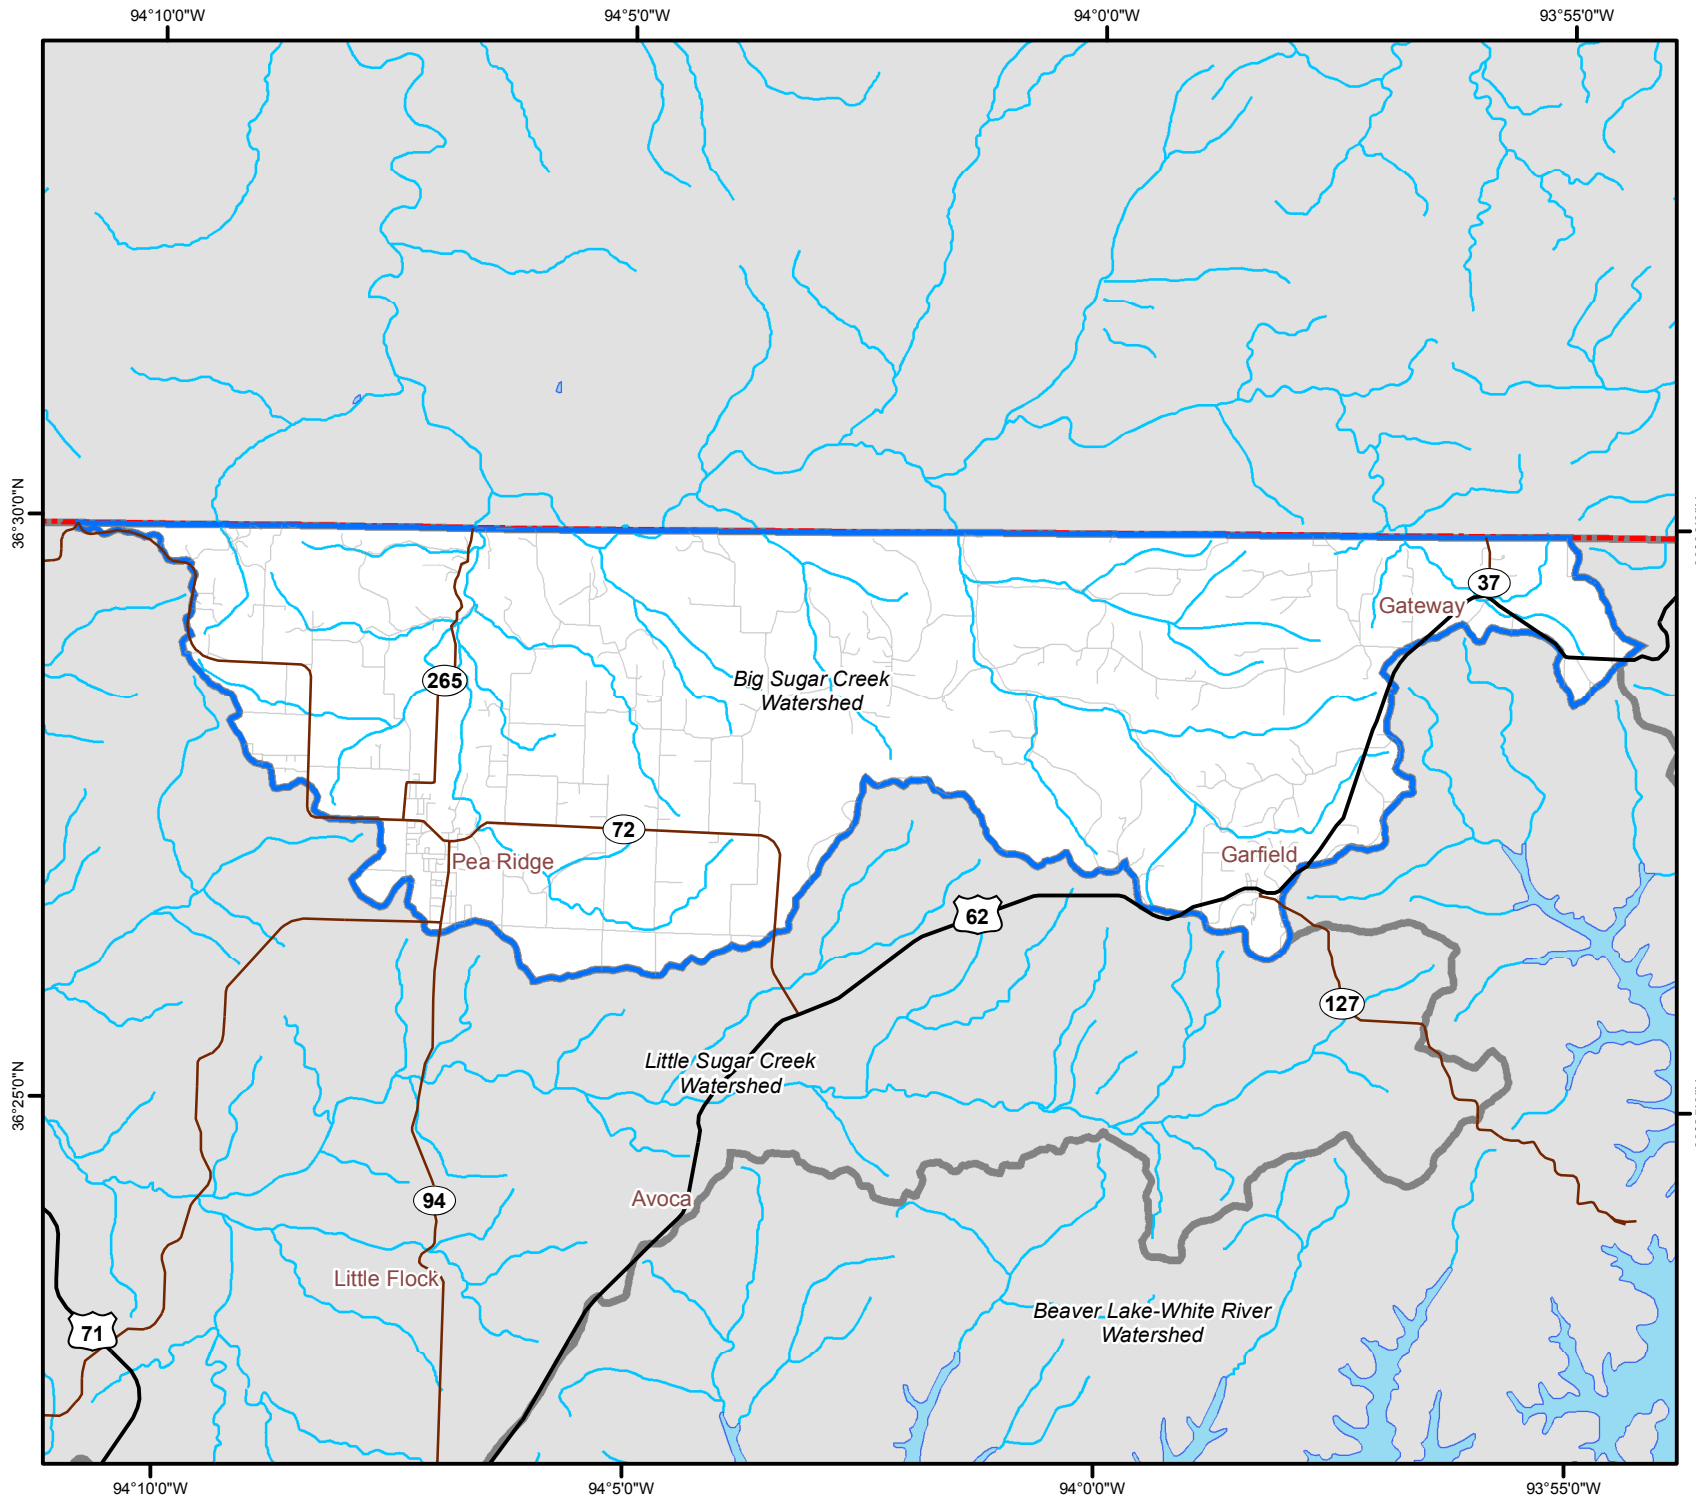 94°10'0"W
94°5'0"W
94°0'0"W
93°55'0"W
36°30'0"N
37
Gateway
265
Big Sugar Creek
Watershed
72
Pea Ridge
Garfield
62
127
Little Sugar Creek
Watershed
36°25'0"N
94
Avoca
Little Flock
Beaver Lake-White River
Watershed
71
94°10'0"W
94°5'0"W
94°0'0"W
93°55'0"W